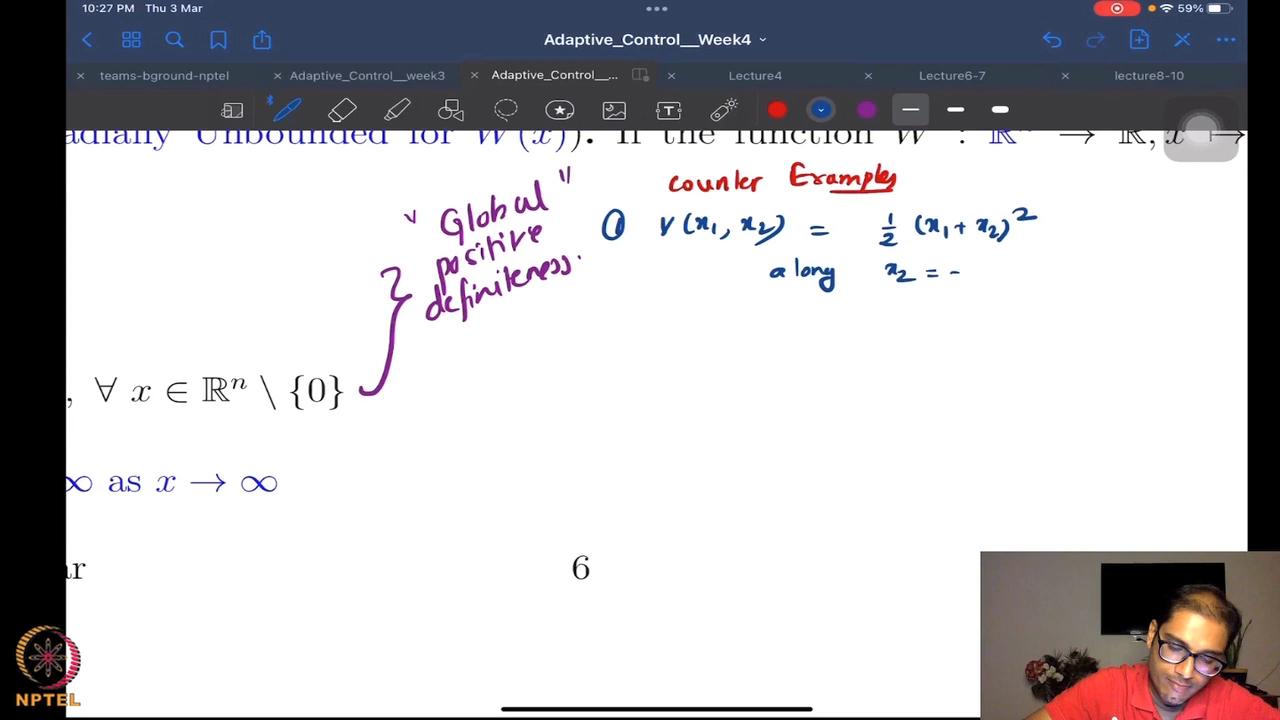 10:27 PM Thu 3 Mar
59%
Adaptive_Control__Week4
teams-bground-nptel
Adaptive_Control__week3
Adaptive_Control__...
Lecture4
Lecture6-7
lecture8-10
adially Unbounded for W(x)). If the function W : ℝⁿ → ℝ, x ↦
counter Examples
"Global"
positive
definiteness.
① V(x₁, x₂) = ½ (x₁ + x₂)²
along x₂ = -
, ∀ x ∈ ℝⁿ \ {0}
∞ as x → ∞
ar
6
NPTEL